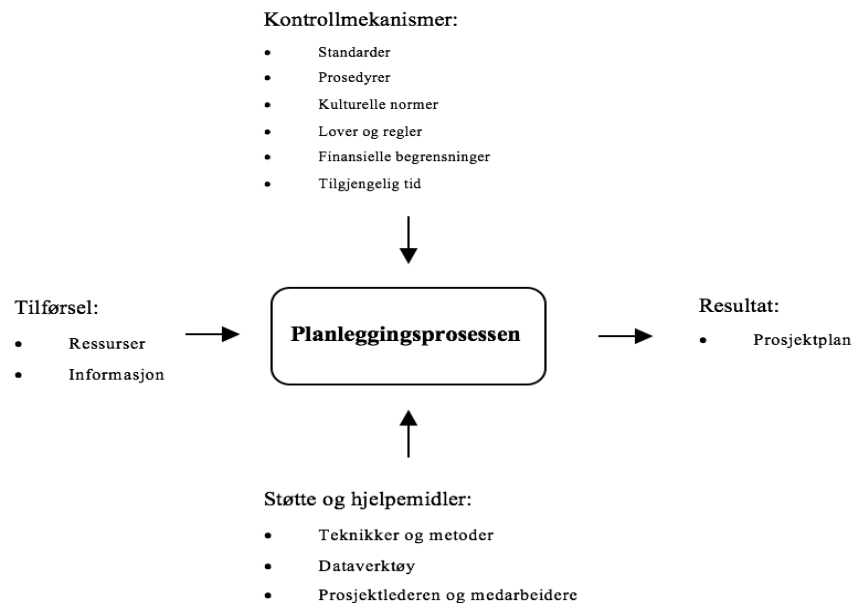 Kontrollmekanismer:
• Standarder
• Prosedyrer
• Kulturelle normer
• Lover og regler
• Finansielle begrensninger
• Tilgjengelig tid
Tilførsel:
• Ressurser
• Informasjon
Planleggingsprosessen
Resultat:
• Prosjektplan
Støtte og hjelpemidler:
• Teknikker og metoder
• Dataverktøy
• Prosjektlederen og medarbeidere